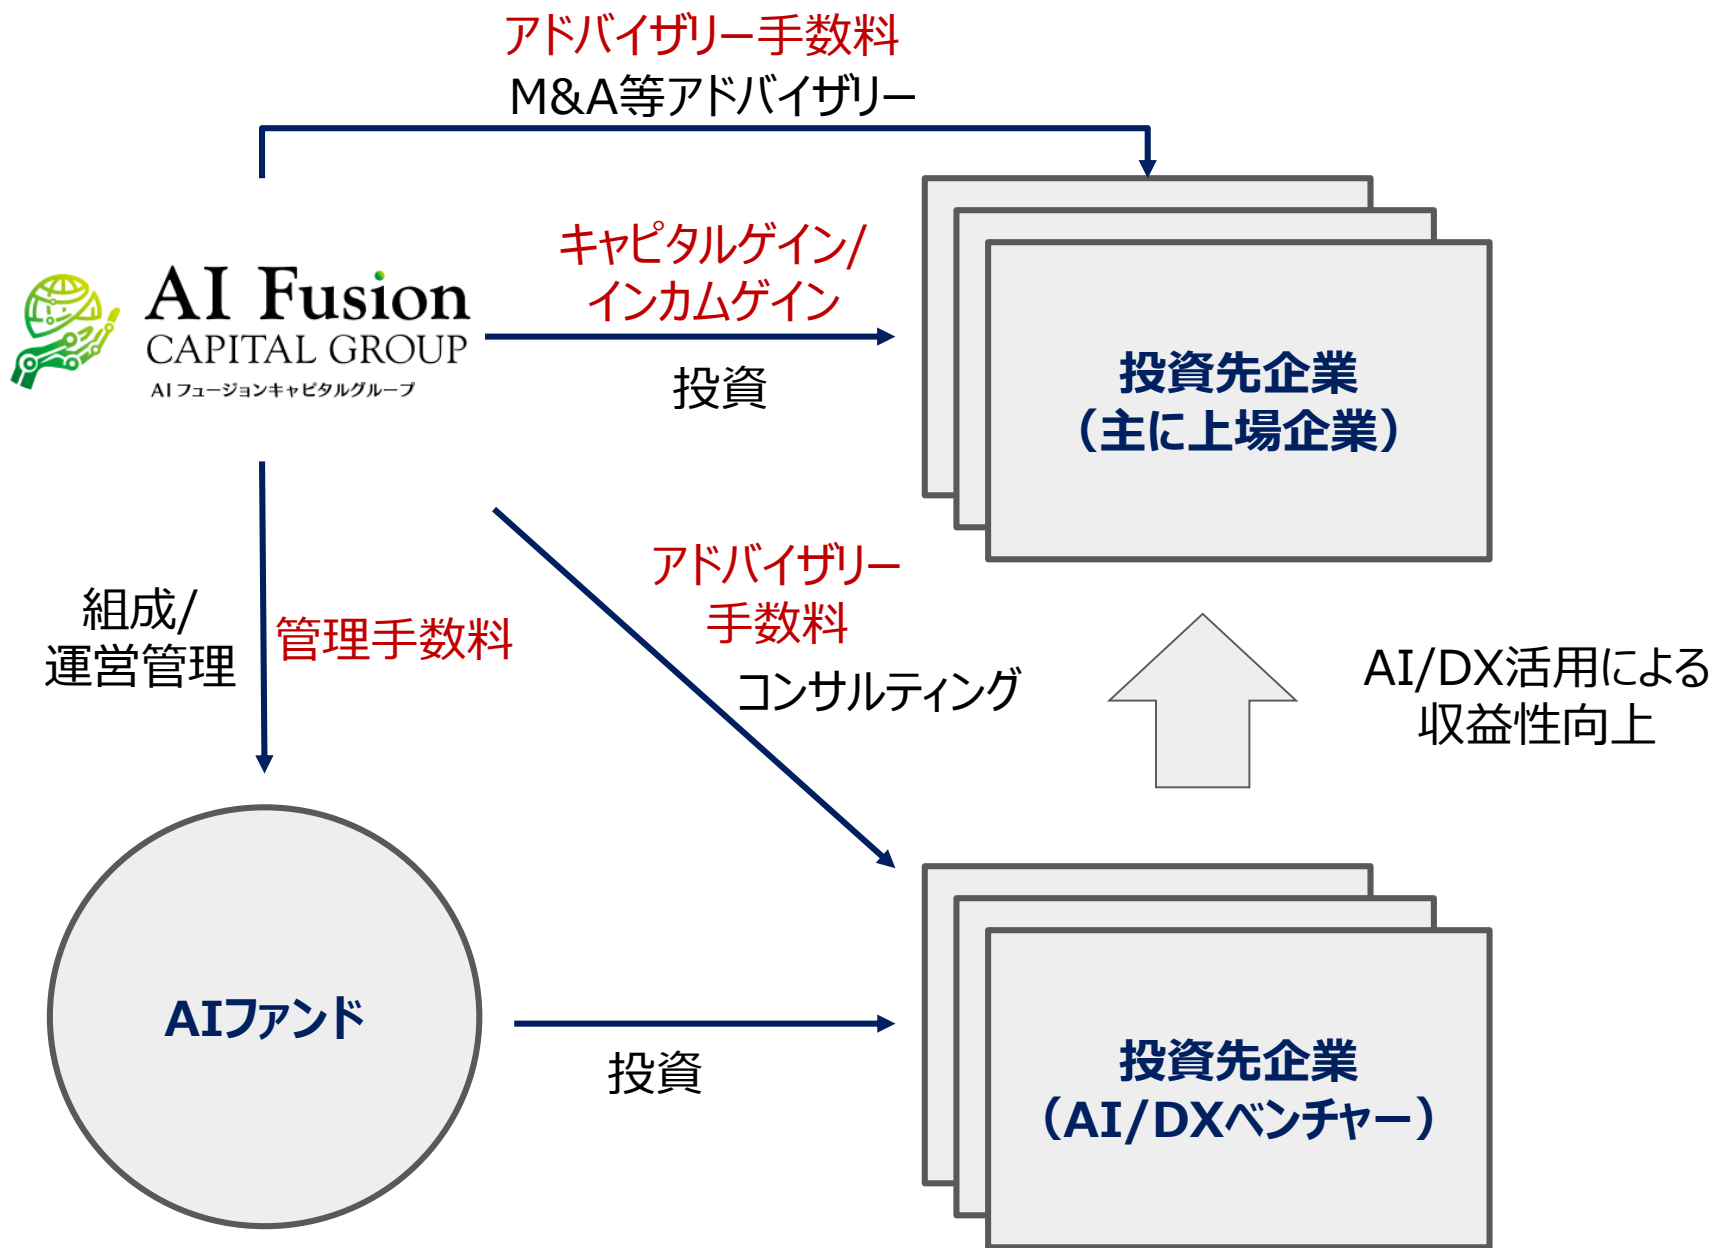 アドバイザリー手数料
M&A等アドバイザリー
AI Fusion
CAPITAL GROUP
AI フュージョンキャピタルグループ
キャピタルゲイン/
インカムゲイン
投資
投資先企業
（主に上場企業）
組成/
運営管理
管理手数料
アドバイザリー
手数料
コンサルティング
AI/DX活用による
収益性向上
AIファンド
投資
投資先企業
（AI/DXベンチャー）